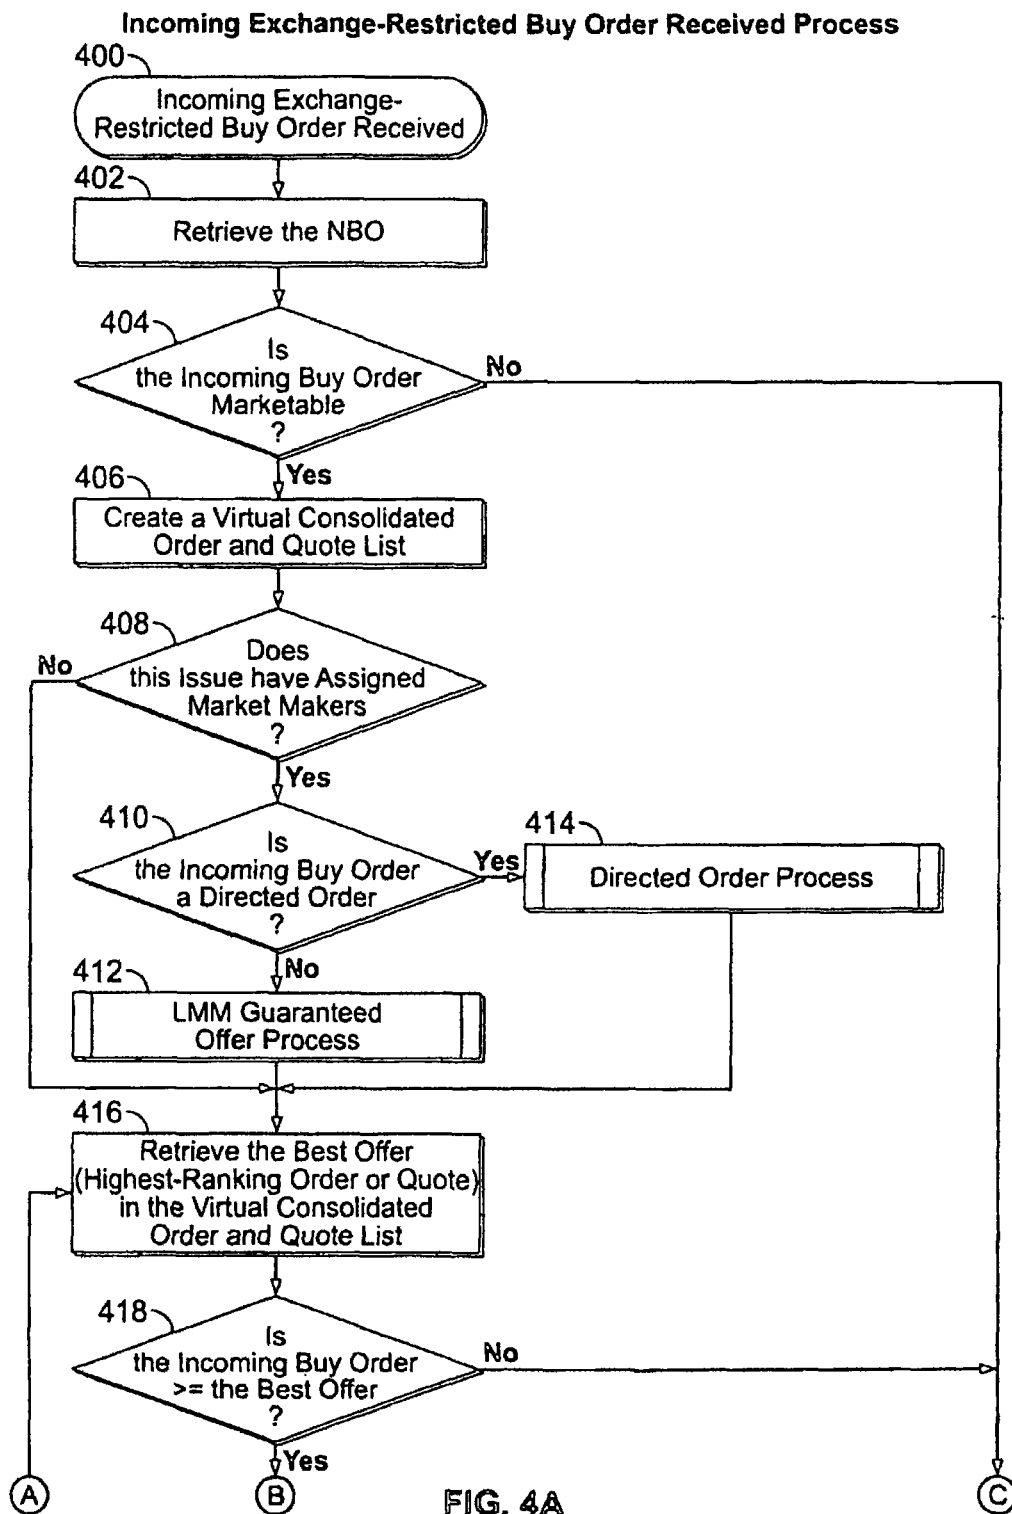 Incoming Exchange-Restricted Buy Order Received Process
400
Incoming Exchange-
Restricted Buy Order Received
402
Retrieve the NBO
404
Is
the Incoming Buy Order
Marketable
?
No
Yes
406
Create a Virtual Consolidated
Order and Quote List
408
Does
this Issue have Assigned
Market Makers
?
No
Yes
410
Is
the Incoming Buy Order
a Directed Order
?
Yes
414
Directed Order Process
No
412
LMM Guaranteed
Offer Process
416
Retrieve the Best Offer
(Highest-Ranking Order or Quote)
in the Virtual Consolidated
Order and Quote List
418
Is
the Incoming Buy Order
>= the Best Offer
?
No
Yes
A
B
C
FIG. 4A